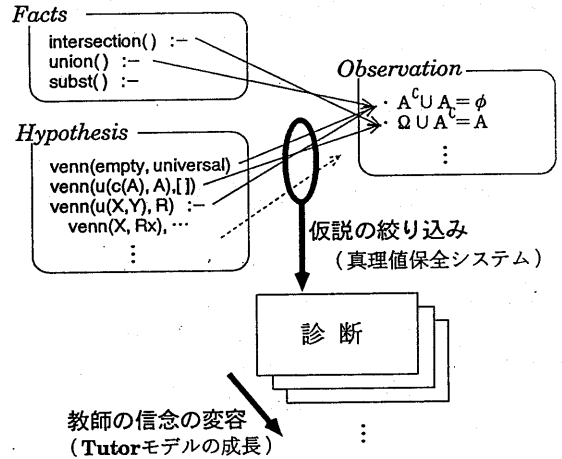 Facts
intersection() :-
union() :-
subst() :-
Observation
・ A^C ∪ A = φ
・ Ω ∪ A^C = A
⋮
Hypothesis
venn(empty, universal)
venn(u(c(A), A),[ ])
venn(u(X,Y), R) :-
venn(X, Rx), ⋯
⋮
仮説の絞り込み
(真理値保全システム)
診 断
教師の信念の変容
(Tutorモデルの成長)
⋮